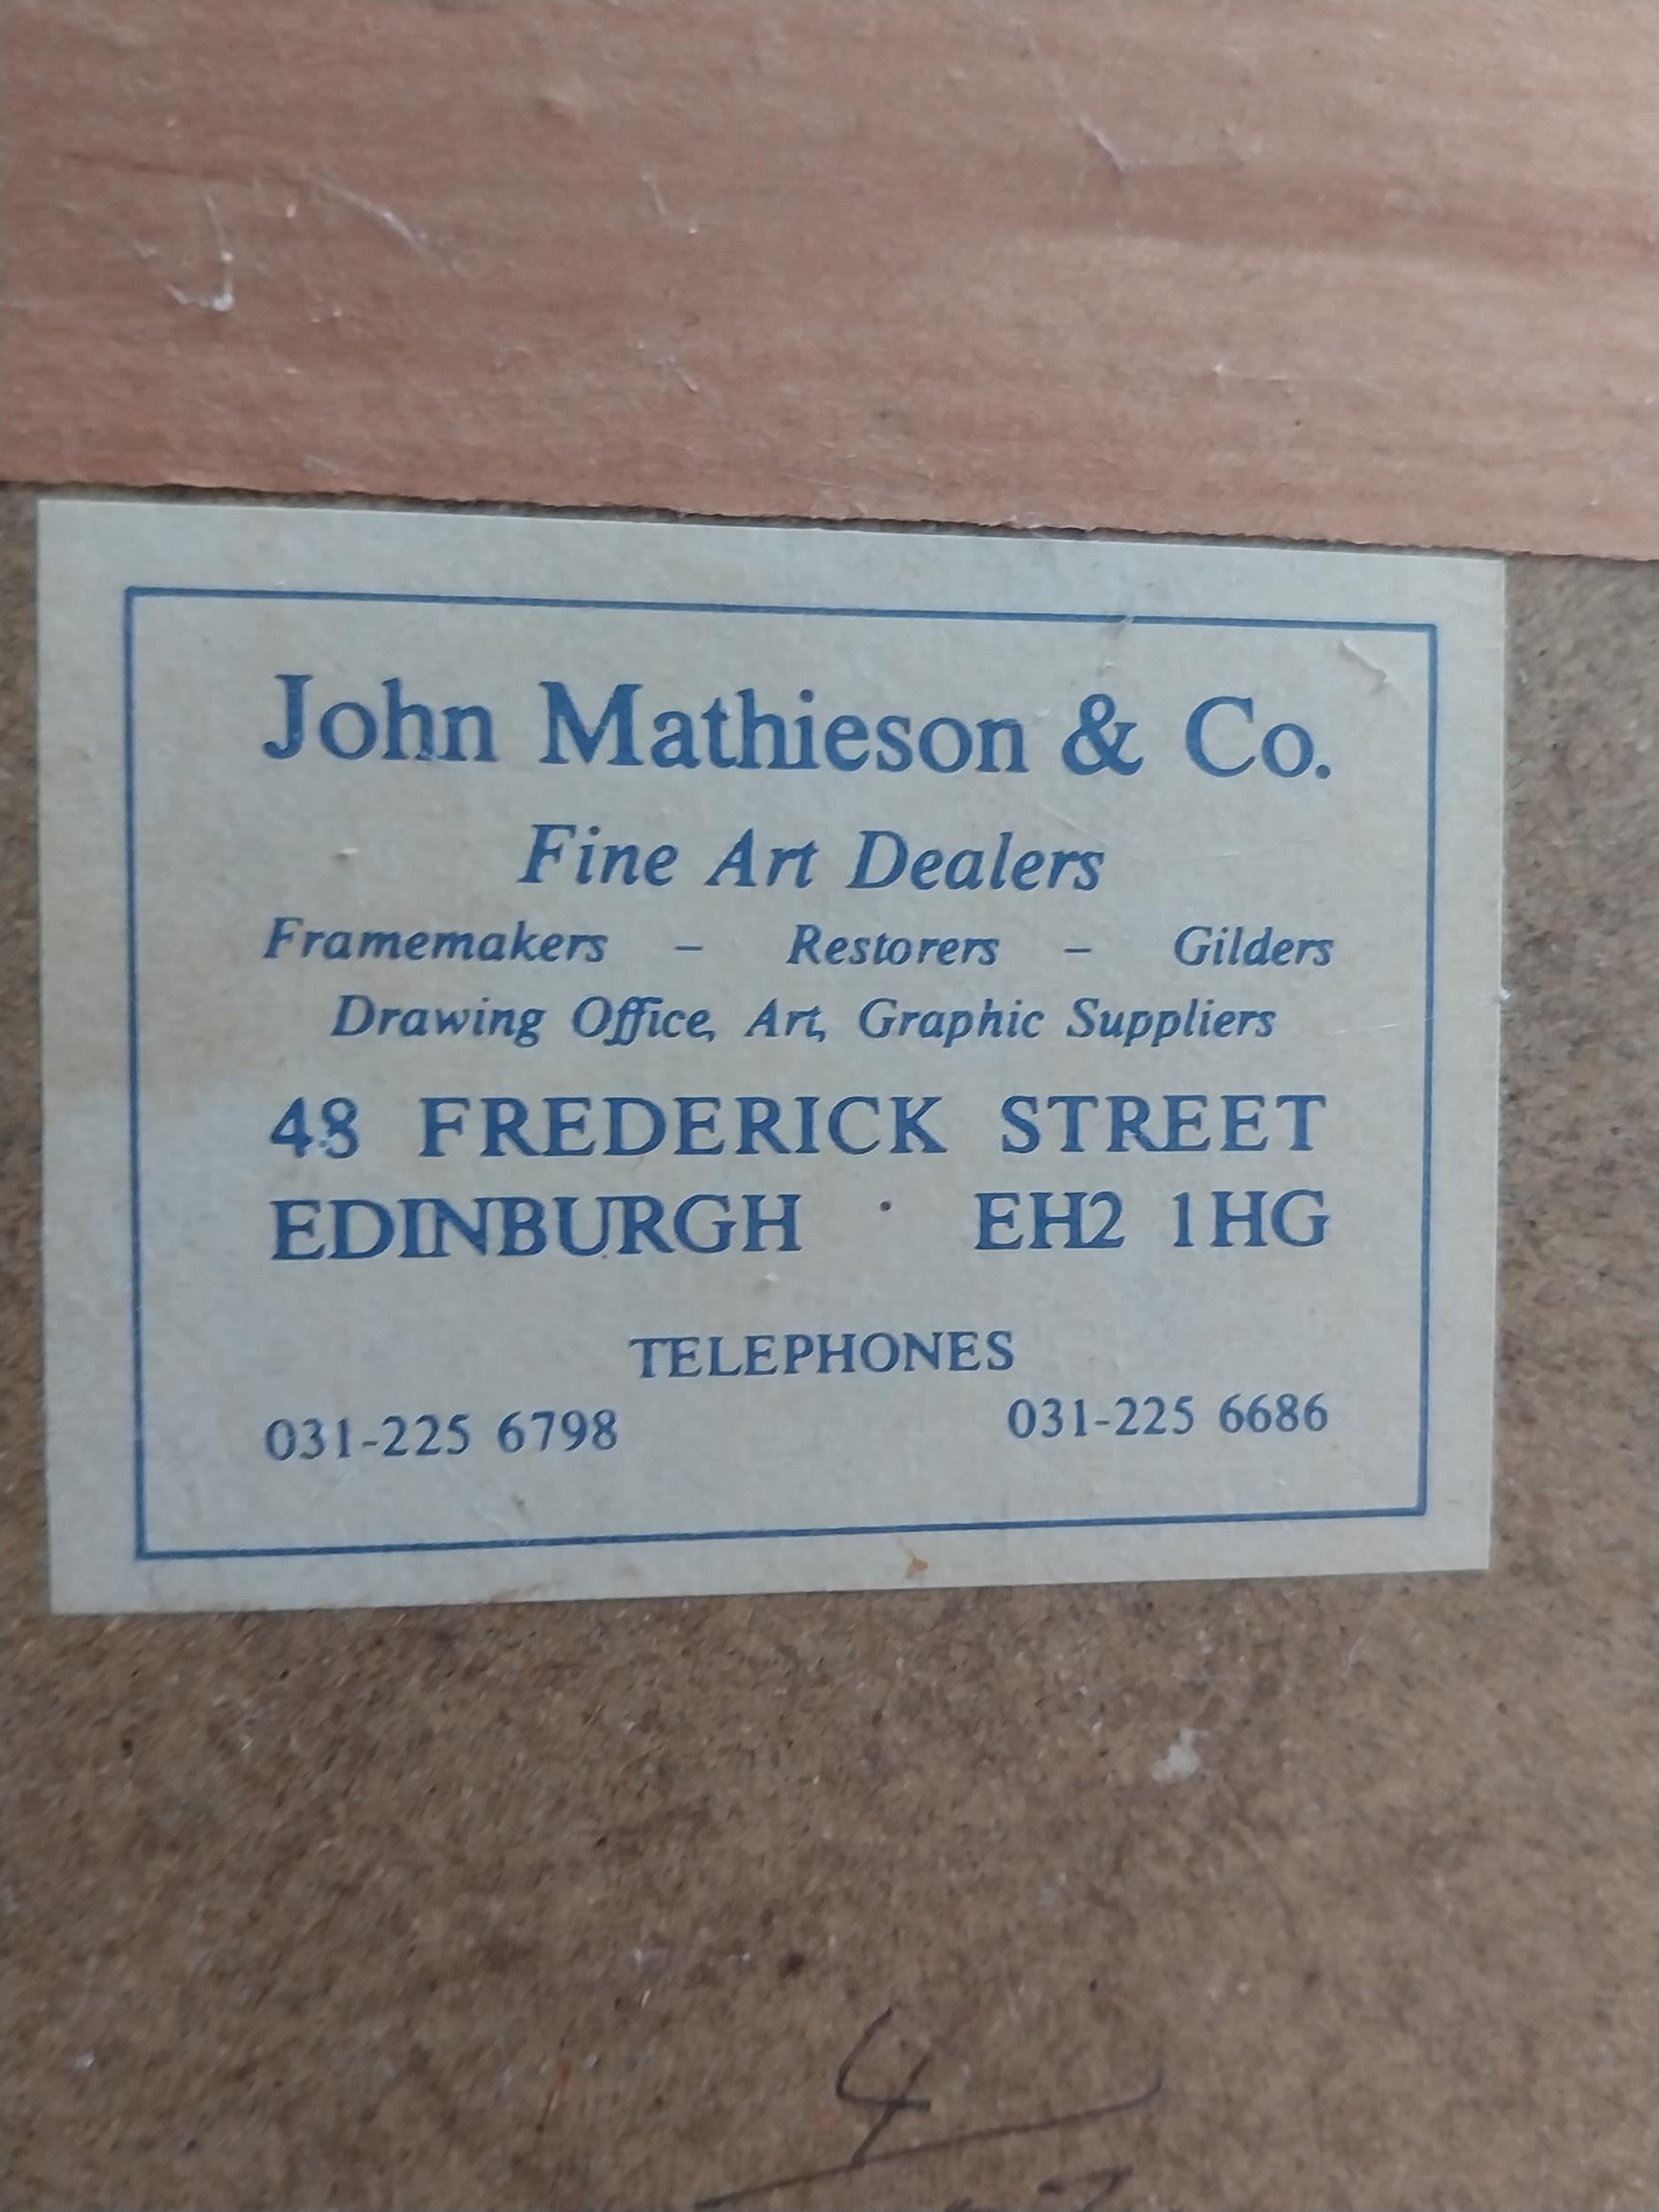 John Mathieson & Co.
Fine Art Dealers
Framemakers – Restorers – Gilders
Drawing Office, Art, Graphic Suppliers
48 FREDERICK STREET
EDINBURGH · EH2 1HG
TELEPHONES
031-225 6798 031-225 6686
4